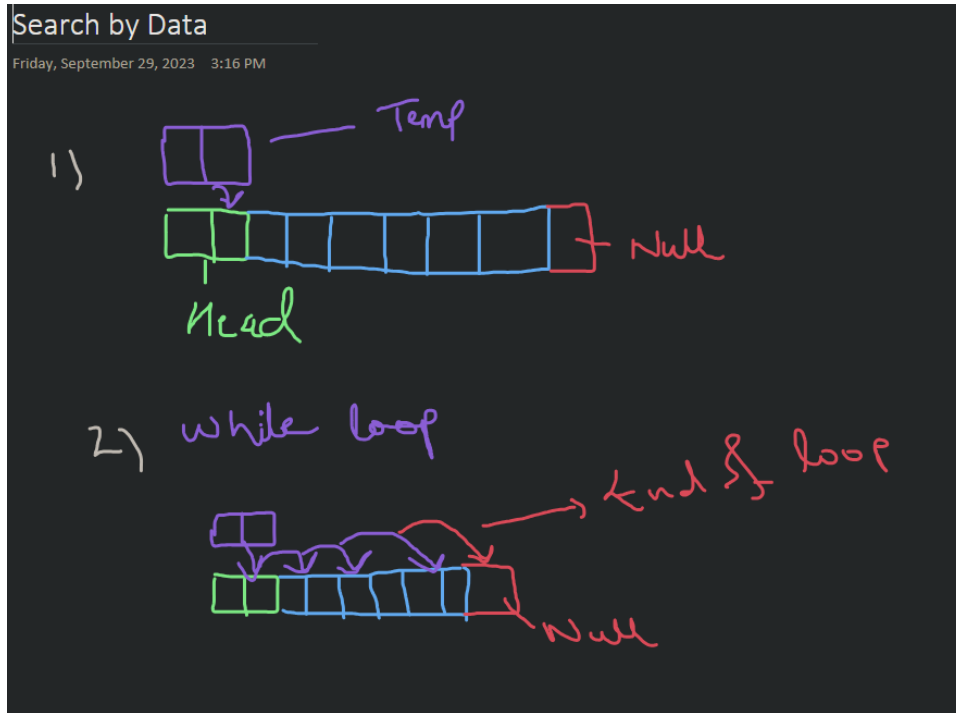 Search by Data
Friday, September 29, 2023 3:16 PM
Temp
1)
Null
Head
2) while loop
End of loop
Null